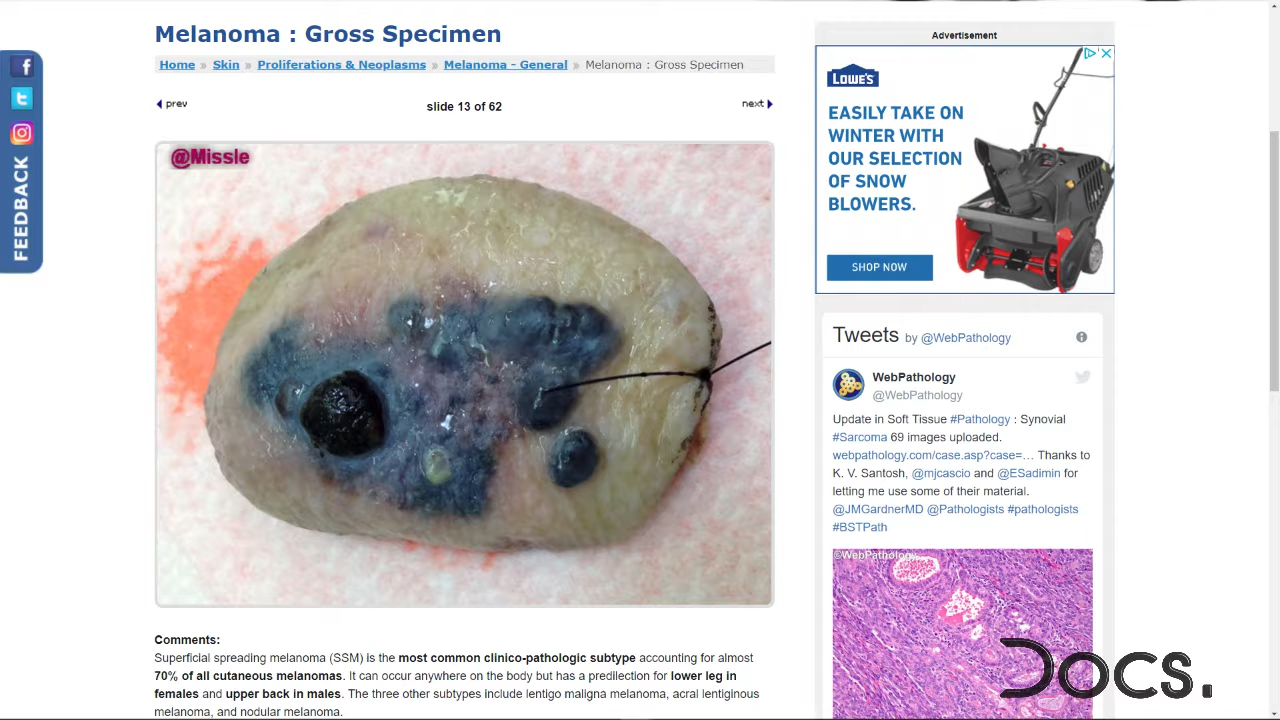 Melanoma : Gross Specimen
Home » Skin » Proliferations & Neoplasms » Melanoma - General » Melanoma : Gross Specimen
prev
slide 13 of 62
next
@Missle
FEEDBACK
Comments:
Superficial spreading melanoma (SSM) is the most common clinico-pathologic subtype accounting for almost
70% of all cutaneous melanomas. It can occur anywhere on the body but has a predilection for lower leg in
females and upper back in males. The three other subtypes include lentigo maligna melanoma, acral lentiginous
melanoma, and nodular melanoma.
Advertisement
LOWE'S
EASILY TAKE ON
WINTER WITH
OUR SELECTION
OF SNOW
BLOWERS.
SHOP NOW
Tweets by @WebPathology
WebPathology
@WebPathology
Update in Soft Tissue #Pathology : Synovial
#Sarcoma 69 images uploaded.
webpathology.com/case.asp?case=… Thanks to
K. V. Santosh, @mjcascio and @ESadimin for
letting me use some of their material.
@JMGardnerMD @Pathologists #pathologists
#BSTPath
©WebPathology
DOCS.